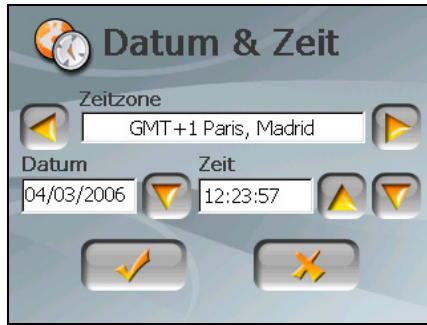 Datum & Zeit
Zeitzone
GMT+1 Paris, Madrid
Datum Zeit
04/03/2006 12:23:57